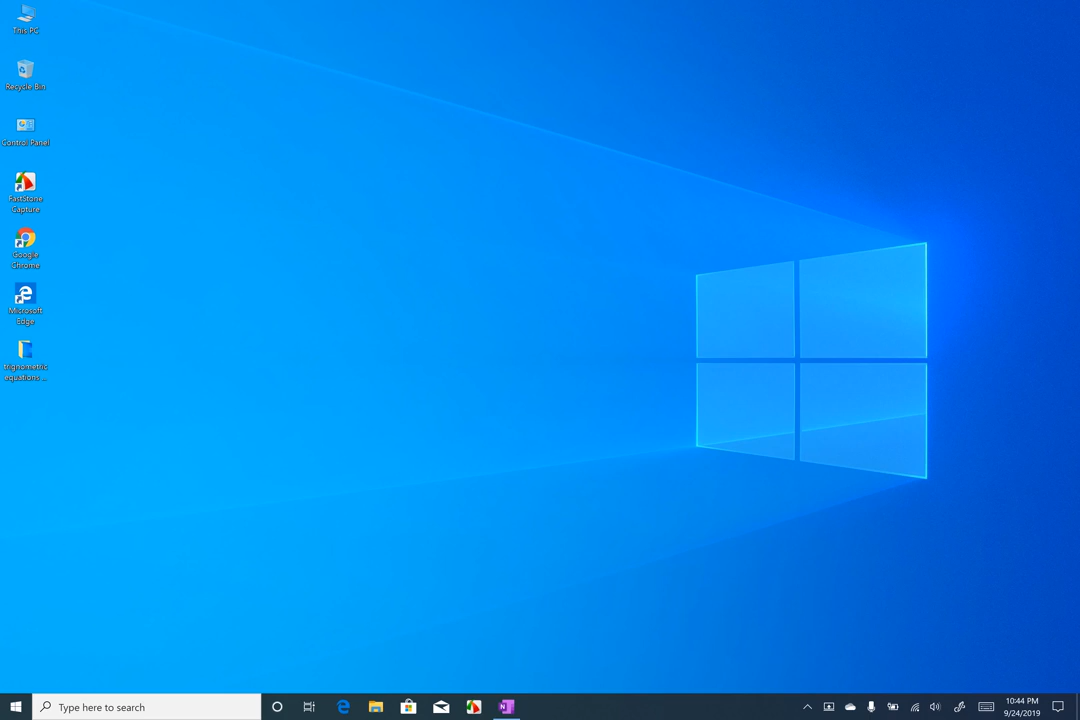 This PC
Recycle Bin
Control Panel
FastStone
Capture
Google
Chrome
Microsoft
Edge
trignometric
equations ...
Type here to search
10:44 PM
9/24/2019